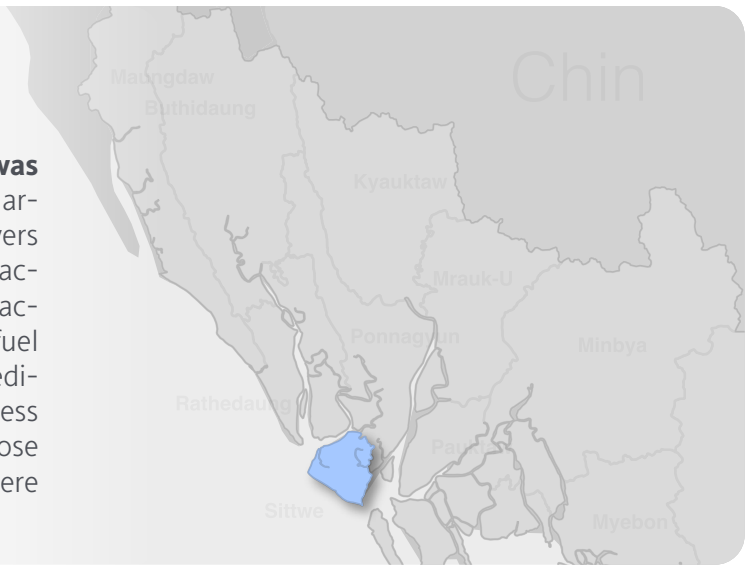 was
ar-
vers
ac-
ac-
fuel
edi-
ess
ose
ere
Chin
Maungdaw
Buthidaung
Kyauktaw
Mrauk-U
Ponnagyun
Minbya
Rathedaung
Sittwe
Myebon